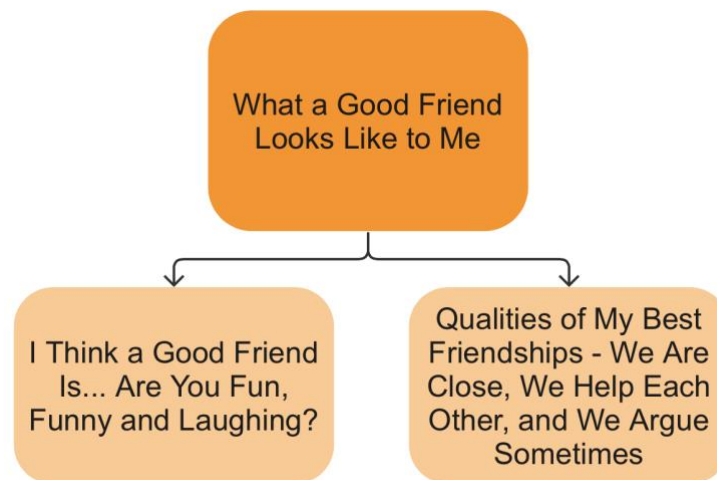 What a Good Friend
Looks Like to Me
I Think a Good Friend
Is... Are You Fun,
Funny and Laughing?
Qualities of My Best
Friendships - We Are
Close, We Help Each
Other, and We Argue
Sometimes